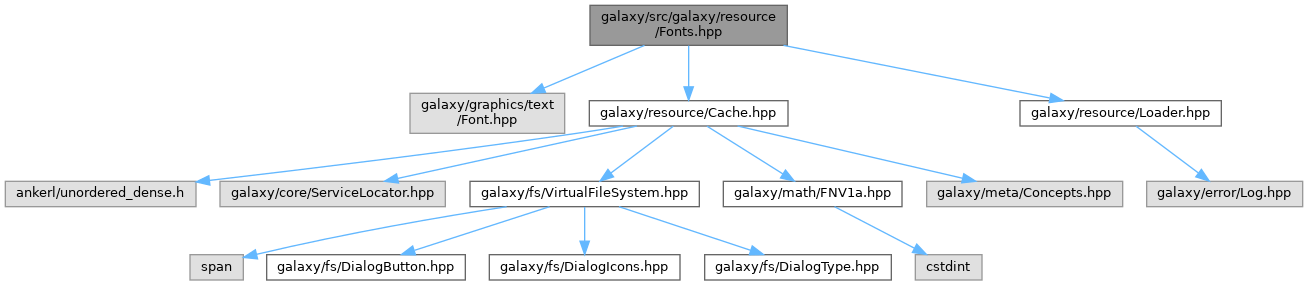 galaxy/src/galaxy/resource
/Fonts.hpp
galaxy/graphics/text
/Font.hpp
galaxy/resource/Cache.hpp
galaxy/resource/Loader.hpp
ankerl/unordered_dense.h
galaxy/core/ServiceLocator.hpp
galaxy/fs/VirtualFileSystem.hpp
galaxy/math/FNV1a.hpp
galaxy/meta/Concepts.hpp
galaxy/error/Log.hpp
span
galaxy/fs/DialogButton.hpp
galaxy/fs/DialogIcons.hpp
galaxy/fs/DialogType.hpp
cstdint